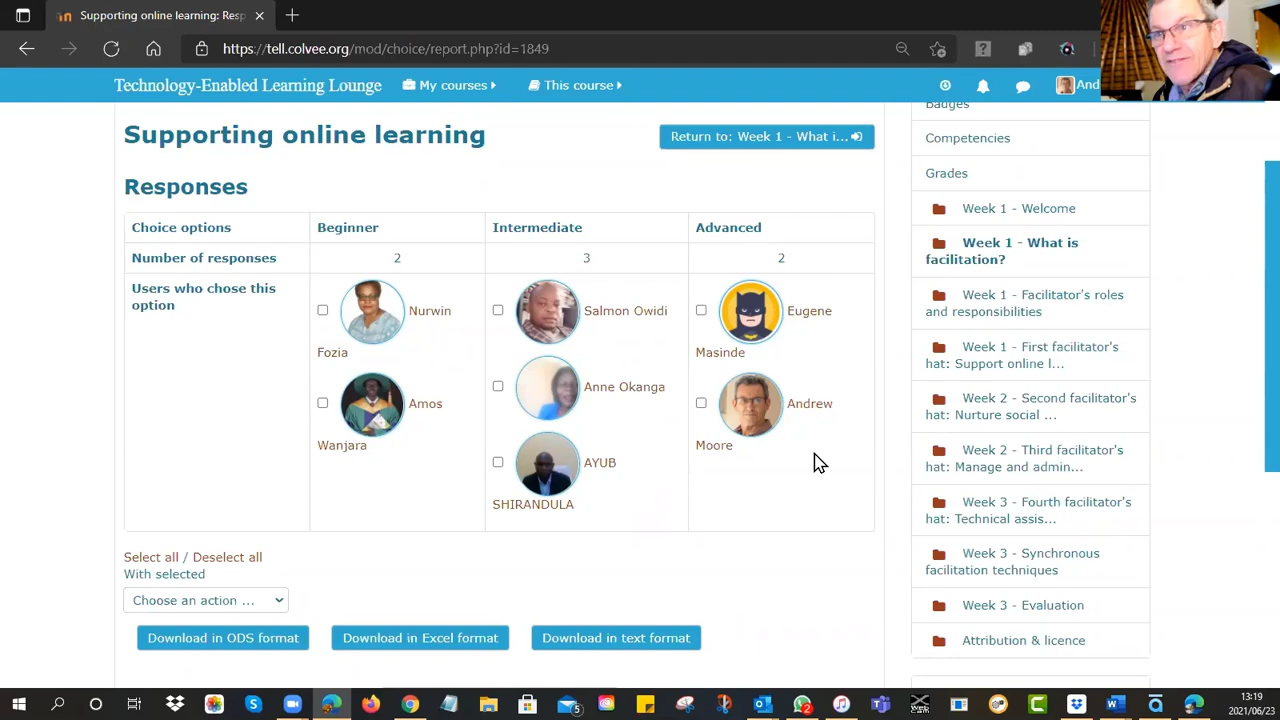 Supporting online learning: Resp
https://tell.colvee.org/mod/choice/report.php?id=1849
Technology-Enabled Learning Lounge
My courses
This course
And
Supporting online learning
Return to: Week 1 - What i...
Responses
Choice options
Beginner
Intermediate
Advanced
Number of responses
2
3
2
Users who chose this
option
Nurwin
Fozia
Amos
Wanjara
Salmon Owidi
Anne Okanga
AYUB
SHIRANDULA
Eugene
Masinde
Andrew
Moore
Select all / Deselect all
With selected
Choose an action ...
Download in ODS format
Download in Excel format
Download in text format
Badges
Competencies
Grades
Week 1 - Welcome
Week 1 - What is
facilitation?
Week 1 - Facilitator's roles
and responsibilities
Week 1 - First facilitator's
hat: Support online l...
Week 2 - Second facilitator's
hat: Nurture social ...
Week 2 - Third facilitator's
hat: Manage and admin...
Week 3 - Fourth facilitator's
hat: Technical assis...
Week 3 - Synchronous
facilitation techniques
Week 3 - Evaluation
Attribution & licence
5
2
13:19
2021/06/23